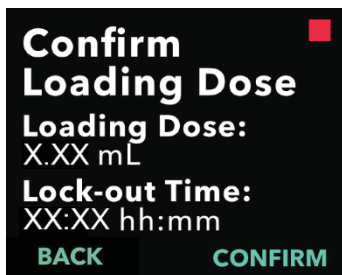 Confirm
Loading Dose
Loading Dose:
X.XX mL
Lock-out Time:
XX:XX hh:mm
BACK CONFIRM